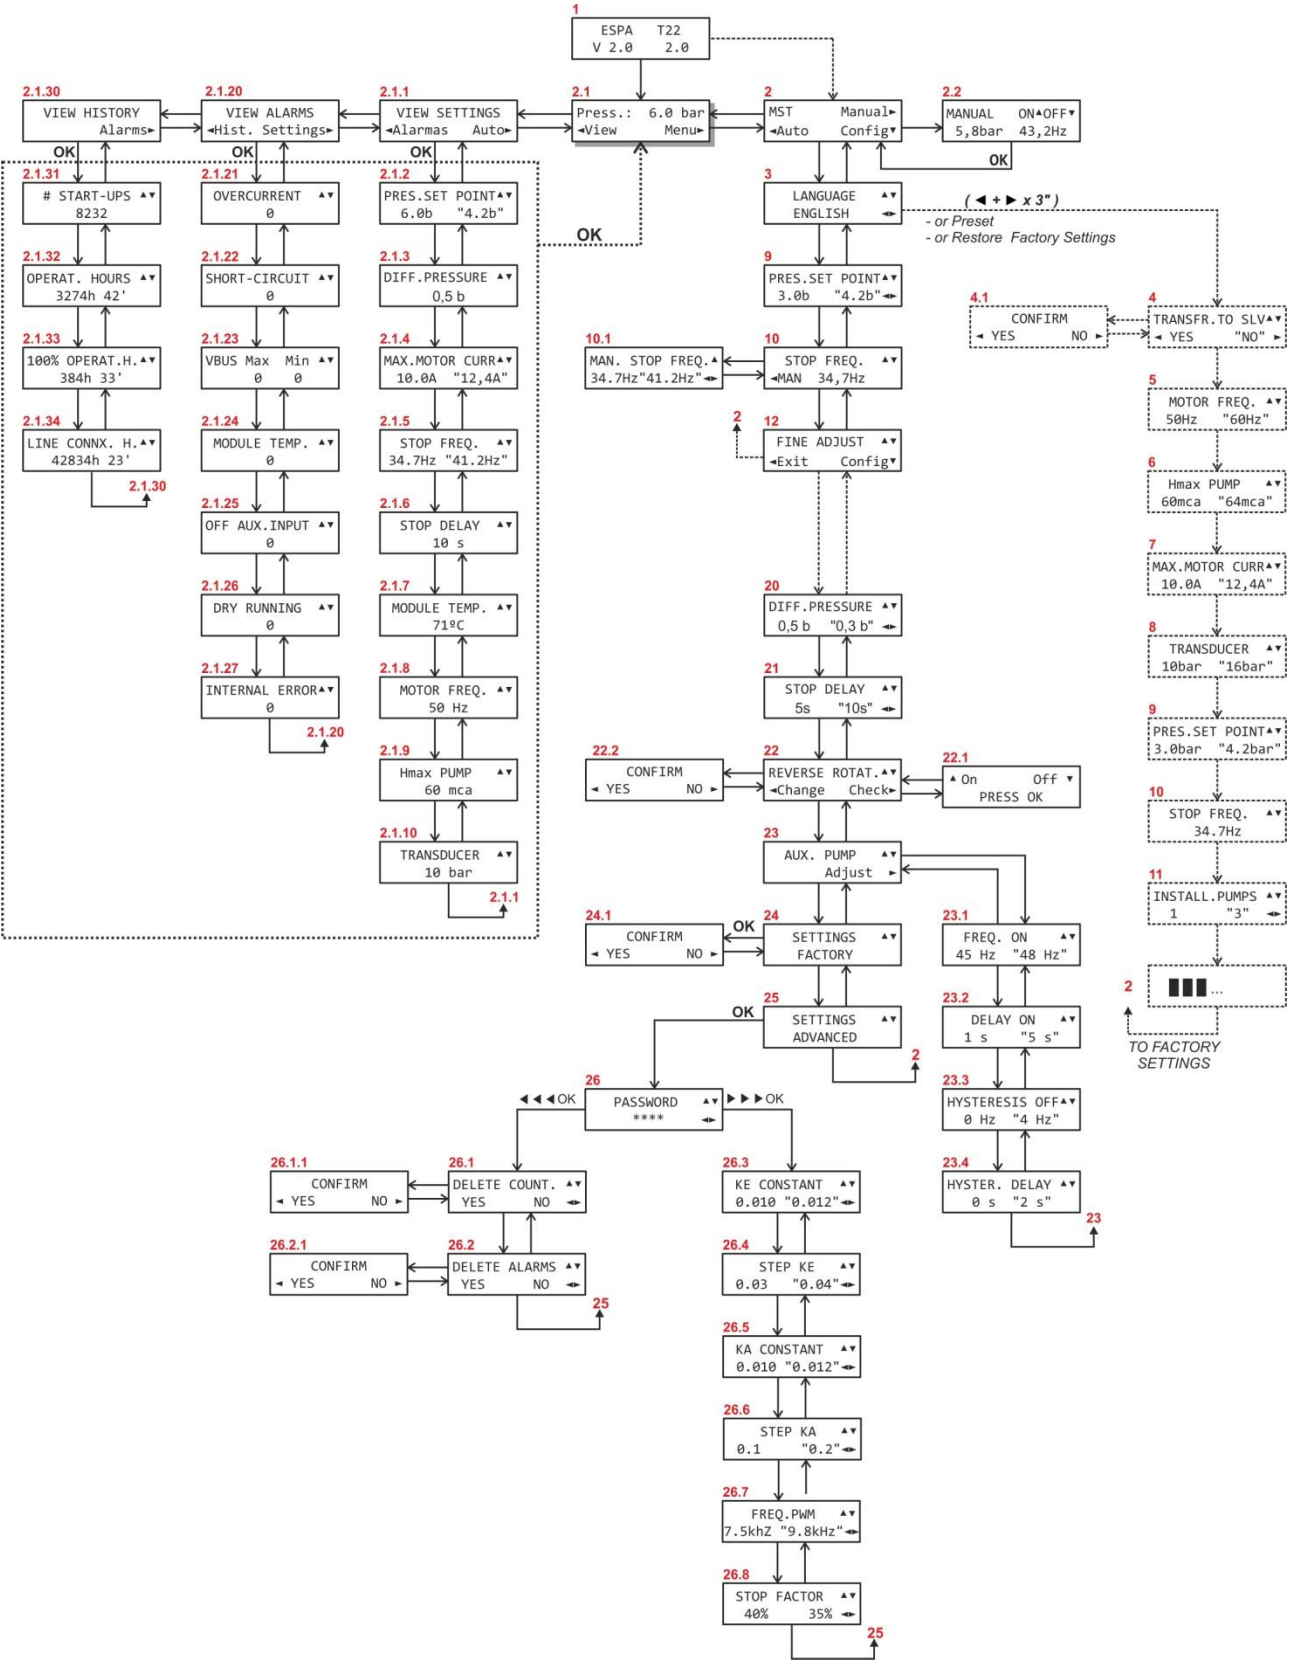 1
ESPA T22
V 2.0 2.0
2.1.30
VIEW HISTORY
Alarms►
OK
2.1.20
VIEW ALARMS
◄Hist. Settings►
OK
2.1.1
VIEW SETTINGS
◄Alarmas Auto►
OK
2.1
Press.: 6.0 bar
◄View Menu►
2
MST Manual►
◄Auto Config▼
2.2
MANUAL ON▲OFF▼
5,8bar 43,2Hz
OK
2.1.31
# START-UPS ▲▼
8232
2.1.32
OPERAT. HOURS ▲▼
3274h 42'
2.1.33
100% OPERAT.H.▲▼
384h 33'
2.1.34
LINE CONNX. H.▲▼
42834h 23'
2.1.30
2.1.21
OVERCURRENT ▲▼
0
2.1.22
SHORT-CIRCUIT ▲▼
0
2.1.23
VBUS Max Min ▲▼
0 0
2.1.24
MODULE TEMP. ▲▼
0
2.1.25
OFF AUX.INPUT ▲▼
0
2.1.26
DRY RUNNING ▲▼
0
2.1.27
INTERNAL ERROR▲▼
0
2.1.20
2.1.2
PRES.SET POINT▲▼
6.0b "4.2b"
2.1.3
DIFF.PRESSURE ▲▼
0,5 b
2.1.4
MAX.MOTOR CURR▲▼
10.0A "12,4A"
2.1.5
STOP FREQ. ▲▼
34.7Hz "41.2Hz"
2.1.6
STOP DELAY ▲▼
10 s
2.1.7
MODULE TEMP. ▲▼
71ºC
2.1.8
MOTOR FREQ. ▲▼
50 Hz
2.1.9
Hmax PUMP ▲▼
60 mca
2.1.10
TRANSDUCER ▲▼
10 bar
2.1.1
OK
3
LANGUAGE ▲▼
ENGLISH ◄►
( ◄ + ► x 3" )
- or Preset
- or Restore Factory Settings
9
PRES.SET POINT▲▼
3.0b "4.2b"◄►
10.1
MAN. STOP FREQ.▲
34.7Hz"41.2Hz"◄►
10
STOP FREQ. ▲▼
◄MAN 34,7Hz
2
12
FINE ADJUST ▲▼
◄Exit Config▼
20
DIFF.PRESSURE ▲▼
0,5 b "0,3 b" ◄►
21
STOP DELAY ▲▼
5s "10s" ◄►
22.2
CONFIRM
◄ YES NO ►
22
REVERSE ROTAT.▲▼
◄Change Check►
22.1
▲ On Off ▼
PRESS OK
23
AUX. PUMP ▲▼
Adjust ►
24.1
CONFIRM
◄ YES NO ►
OK
24
SETTINGS ▲▼
FACTORY
25
SETTINGS ▲▼
ADVANCED
OK
2
23.1
FREQ. ON ▲▼
45 Hz "48 Hz"
23.2
DELAY ON ▲▼
1 s "5 s"
23.3
HYSTERESIS OFF▲▼
0 Hz "4 Hz"
23.4
HYSTER. DELAY ▲▼
0 s "2 s"
23
4.1
CONFIRM
◄ YES NO ►
4
TRANSFR.TO SLV▲▼
◄ YES "NO" ►
5
MOTOR FREQ. ▲▼
50Hz "60Hz"
6
Hmax PUMP ▲▼
60mca "64mca"
7
MAX.MOTOR CURR▲▼
10.0A "12,4A"
8
TRANSDUCER ▲▼
10bar "16bar"
9
PRES.SET POINT▲▼
3.0bar "4.2bar"
10
STOP FREQ. ▲▼
34.7Hz
11
INSTALL.PUMPS ▲▼
1 "3" ◄►
2
███...
TO FACTORY
SETTINGS
26
PASSWORD ▲▼
**** ◄►
◄◄◄OK
►►►OK
26.1.1
CONFIRM
◄ YES NO ►
26.1
DELETE COUNT. ▲▼
YES NO ◄►
26.2.1
CONFIRM
◄ YES NO ►
26.2
DELETE ALARMS ▲▼
YES NO ◄►
25
26.3
KE CONSTANT ▲▼
0.010 "0.012"◄►
26.4
STEP KE ▲▼
0.03 "0.04"◄►
26.5
KA CONSTANT ▲▼
0.010 "0.012"◄►
26.6
STEP KA ▲▼
0.1 "0.2"◄►
26.7
FREQ.PWM ▲▼
7.5khZ "9.8kHz"◄►
26.8
STOP FACTOR ▲▼
40% 35% ◄►
25